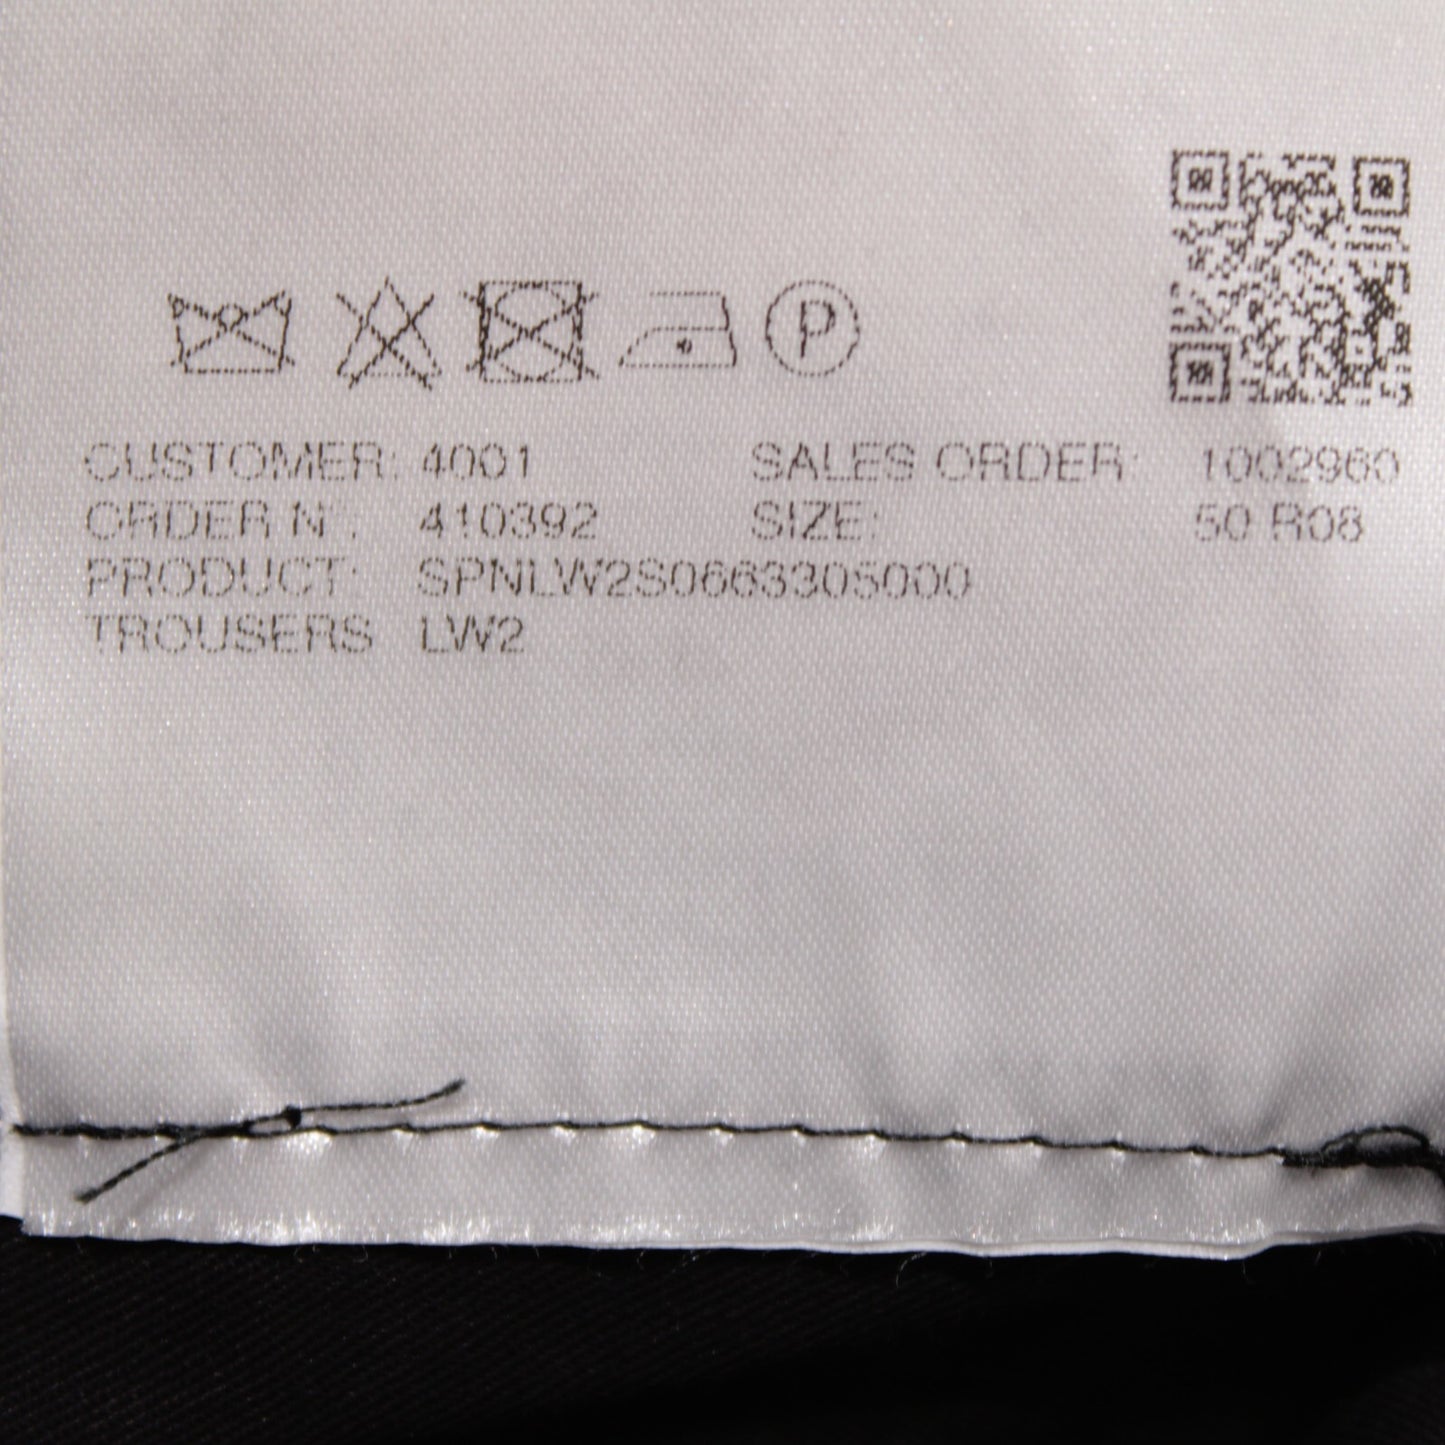 P
CUSTOMER: 4001 SALES ORDER: 1002960
ORDER N°: 410392 SIZE: 50 R08
PRODUCT: SPNLW2S0663305000
TROUSERS LW2